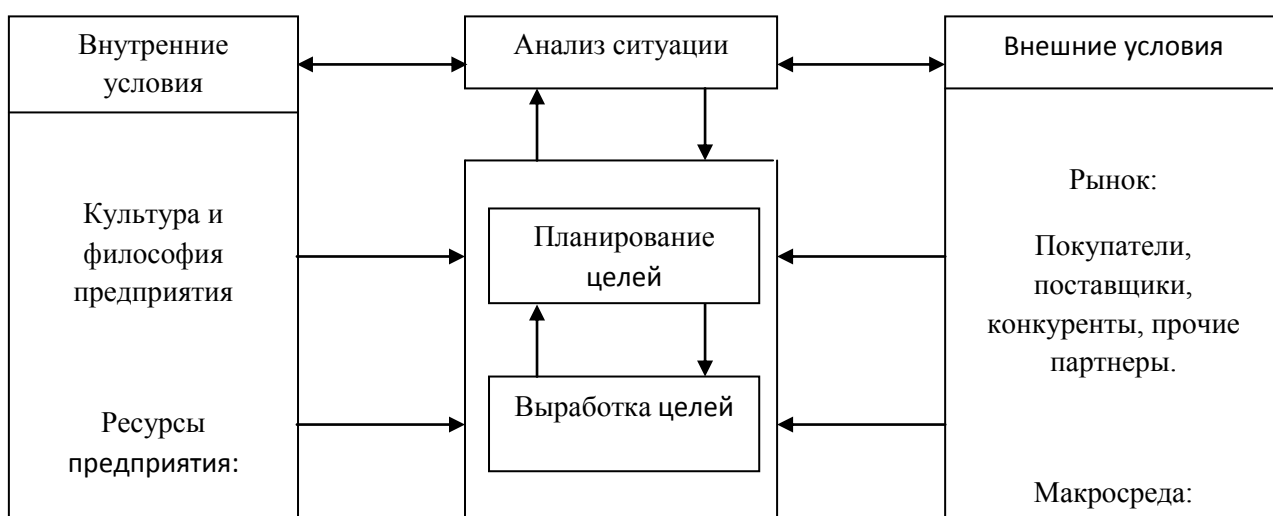 Внутренние
условия
Анализ ситуации
Внешние условия
Культура и
философия
предприятия
Ресурсы
предприятия:
Планирование
целей
Выработка целей
Рынок:
Покупатели,
поставщики,
конкуренты, прочие
партнеры.
Макросреда: